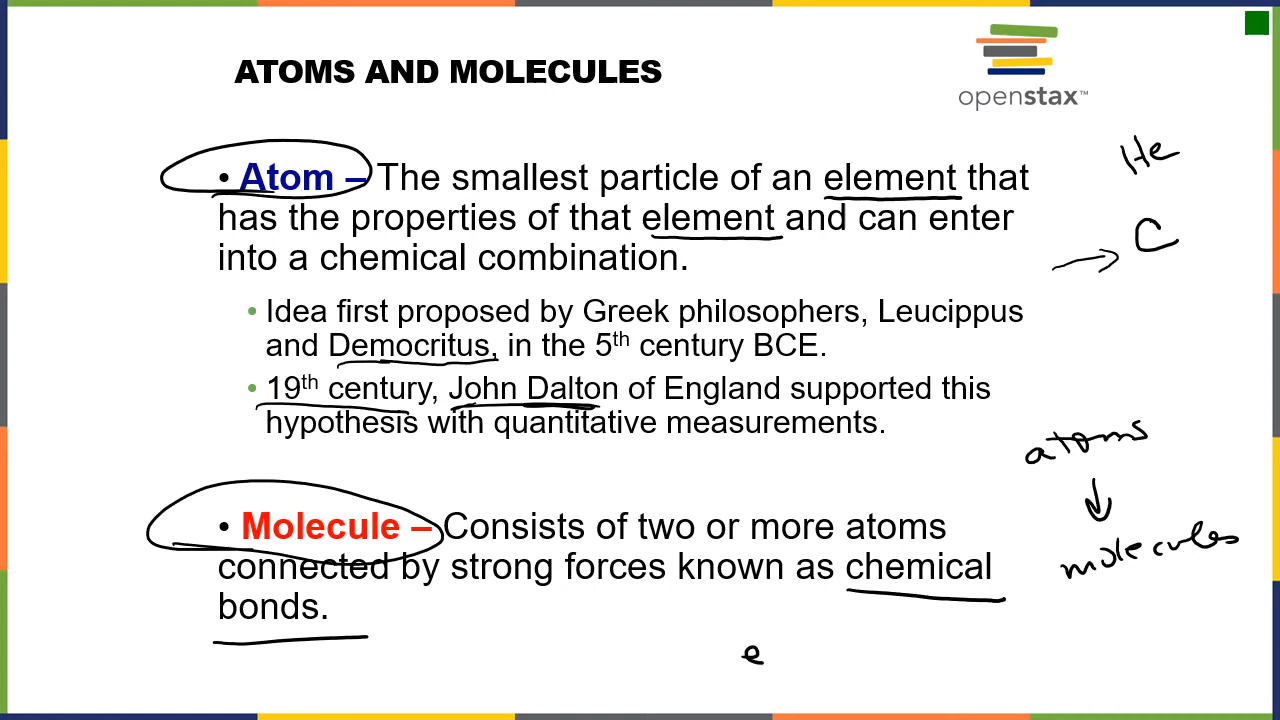 ATOMS AND MOLECULES
openstax™
• Atom – The smallest particle of an element that
has the properties of that element and can enter
into a chemical combination.
• Idea first proposed by Greek philosophers, Leucippus
and Democritus, in the 5th century BCE.
• 19th century, John Dalton of England supported this
hypothesis with quantitative measurements.
• Molecule – Consists of two or more atoms
connected by strong forces known as chemical
bonds.
He
→ C
atoms
↓
molecules
e